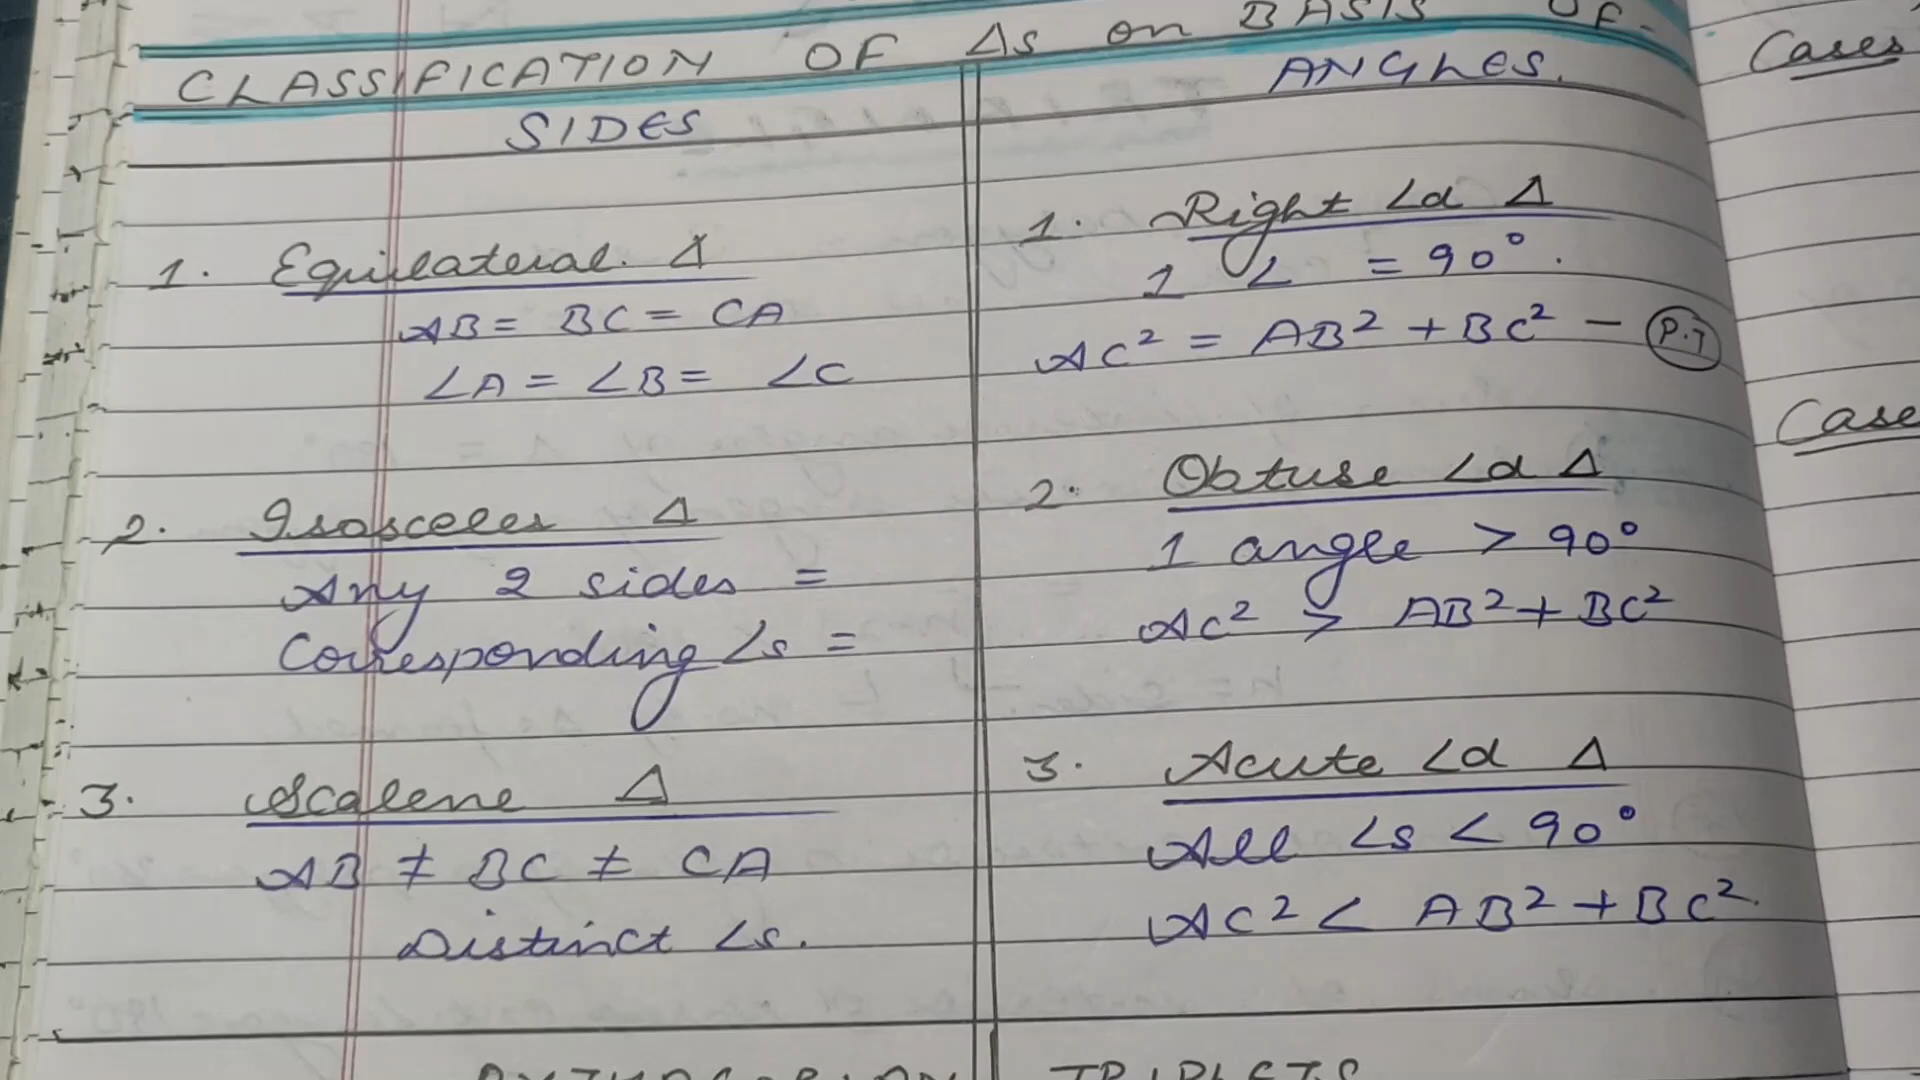 CLASSIFICATION OF Δs on BASIS OF-
SIDES
1. Equilateral. Δ
AB = BC = CA
∠A = ∠B = ∠C
2. Isosceles Δ
Any 2 sides =
Corresponding ∠s =
3. Scalene Δ
AB ≠ BC ≠ CA
Distinct ∠s.
ANGLES.
1. Right ∠d Δ
1 ∠ = 90°.
AC² = AB² + BC² - P.T
2. Obtuse ∠d Δ
1 angle > 90°
AC² > AB² + BC²
3. Acute ∠d Δ
All ∠s < 90°
AC² < AB² + BC².
TRIPLETS
Cases
Case